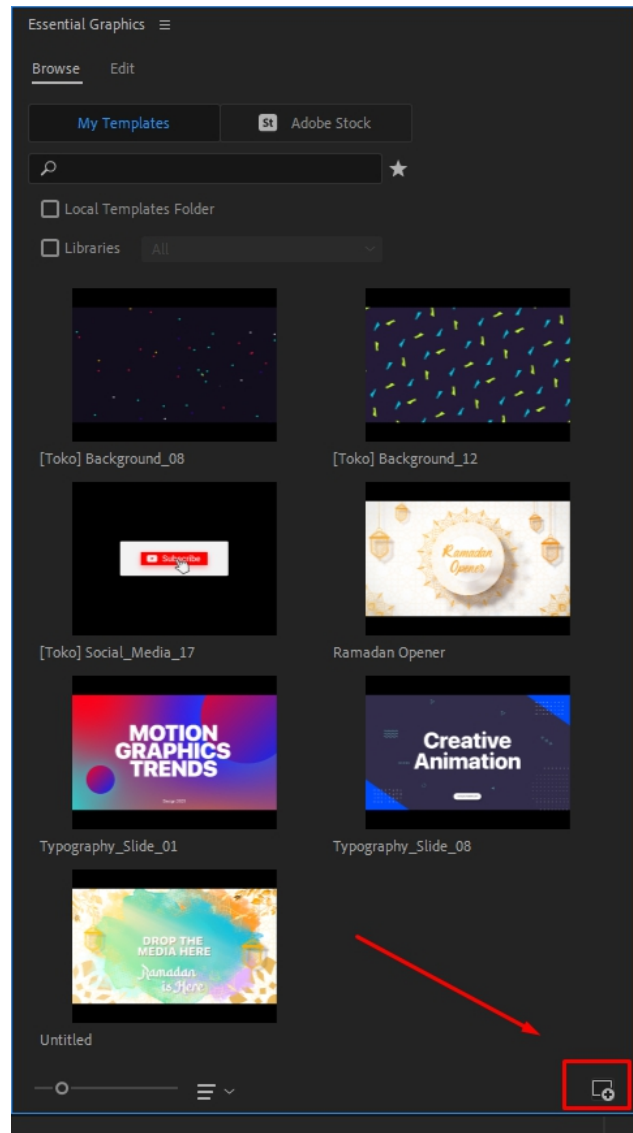 Essential Graphics
Browse Edit
My Templates St Adobe Stock
Local Templates Folder
Libraries All
[Toko] Background_08 [Toko] Background_12
Subscribe
Ramadan
Opener
[Toko] Social_Media_17 Ramadan Opener
MOTION
GRAPHICS
TRENDS
Creative
Animation
Typography_Slide_01 Typography_Slide_08
DROP THE
MEDIA HERE
Ramadan
is Here
Untitled